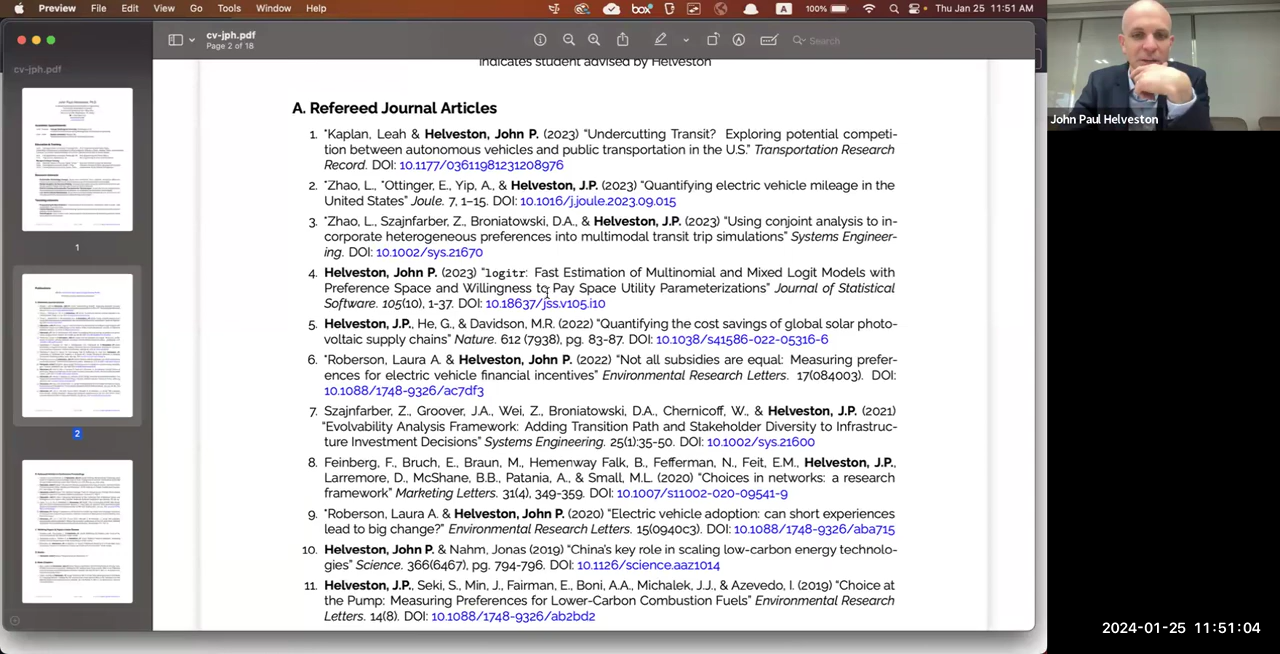 Preview File Edit View Go Tools Window Help box A 100% Thu Jan 25 11:51 AM
cv-jph.pdf
Page 2 of 18
Search
cv-jph.pdf
1
2
indicates student advised by Helveston
A. Refereed Journal Articles
1. *Kaplan, Leah & Helveston, John P. (2023) "Undercutting Transit? Exploring potential competi-
tion between autonomous vehicles and public transportation in the U.S." Transportation Research
Record. DOI:
*Zhao, L., *Ottinger, E., Yip, A., & Helveston, J.P. (2023) "Quantifying electric vehicle mileage in the
United States" Joule. 7, 1–15. DOI: 10.1016/j.joule.2023.09.015
3. *Zhao, L., Szajnfarber, Z., Broniatowski, D.A., & Helveston, J.P. (2023) "Using conjoint analysis to in-
corporate heterogeneous preferences into multimodal transit trip simulations" Systems Engineer-
ing. DOI: 10.1002/sys.21670
4. Helveston, John P. (2023) "logitr: Fast Estimation of Multinomial and Mixed Logit Models with
Preference Space and Willingness to Pay Space Utility Parameterizations" Journal of Statistical
Software. 105(10), 1-37. DOI: 10.18637/jss.v105.i10
Helveston, J.P., He, G., & (2022) "Quantifying the cost savings of global solar photo-
voltaic supply chains" Nature. 612 (7938), pg. 83-87. DOI: 10.1038/s41586-022-05316-6
6. *Roberson, Laura & Helveston, John P. (2022) "Not all subsidies are equal: Measuring prefer-
ences for electric vehicle financial incentives" Environmental Research Letters. 17(084003). DOI:
10.1088/1748-9326/ac7df3
7. Szajnfarber, Z., Groover, J.A., Wei, Z., Broniatowski, D.A., Chernicoff, W., & Helveston, J.P. (2021)
"Evolvability Analysis Framework: Adding Transition Path and Stakeholder Diversity to Infrastruc-
ture Investment Decisions" Systems Engineering. 25(1):35-50. DOI: 10.1002/sys.21600
8. Feinberg, F., Bruch, E., Braun, M., Hemenway Falk, B., Fefferman, N., Feit, E.M., Helveston, J.P.,
Larremore, D., McShane, B., Patania, A., & Small, M.L. (2020) "Choices in networks: a research
framework" Marketing Letters. 31(4), 349-359. DOI: 10.1007/s11002-020-09541-9
9. *Roberson, Laura A. & Helveston, John P. (2020) "Electric vehicle adoption: can short experiences
lead to big change?" Environmental Research Letters. 15(0940c3). DOI: 10.1088/1748-9326/aba715
10. Helveston, John P. & Nahm, Jonas (2019) "China's key role in scaling low-carbon energy technolo-
gies" Science. 366(6467), pg. 794-796. DOI: 10.1126/science.aaz1014
11. Helveston, J.P., Seki, S., Min, J., Fairman, E., Boni, A.A., Michalek, J.J., & Azevedo, I. (2019) "Choice at
the Pump: Measuring Preferences for Lower-Carbon Combustion Fuels" Environmental Research
Letters. 14(8). DOI: 10.1088/1748-9326/ab2bd2
John Paul Helveston
2024-01-25 11:51:04